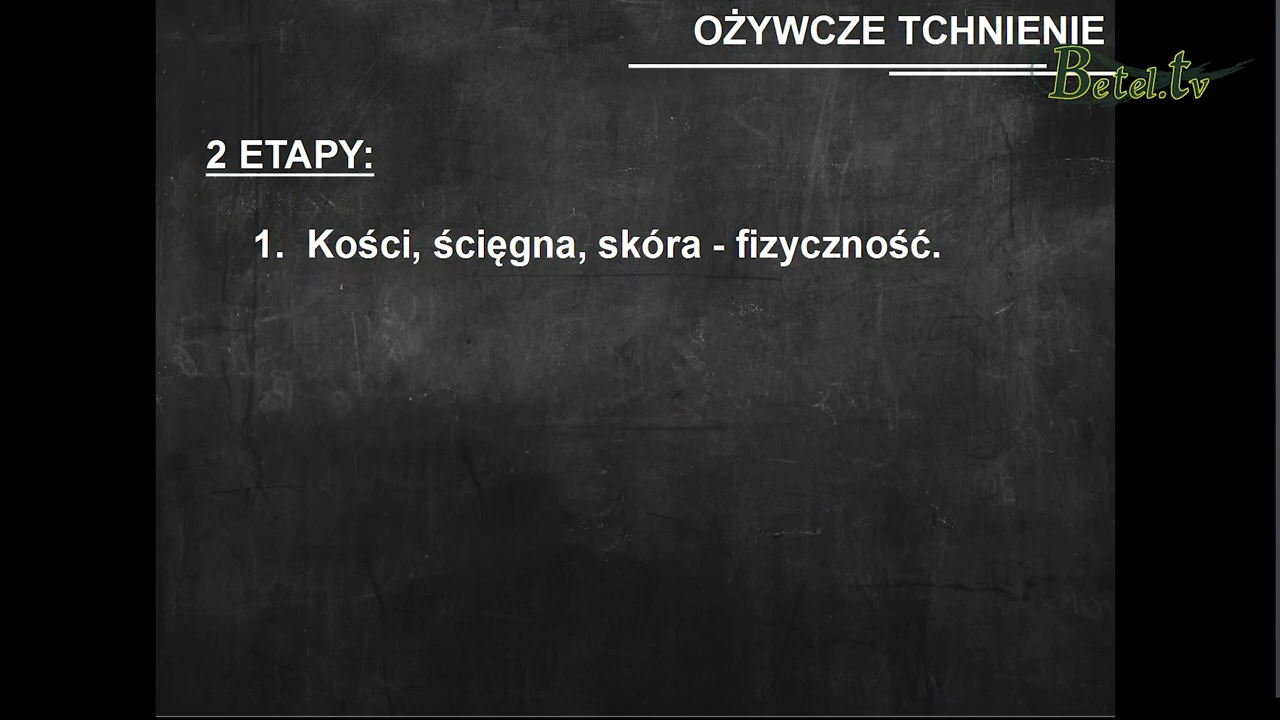 OŻYWCZE TCHNIENIE
Betel.tv
2 ETAPY:
1. Kości, ścięgna, skóra - fizyczność.